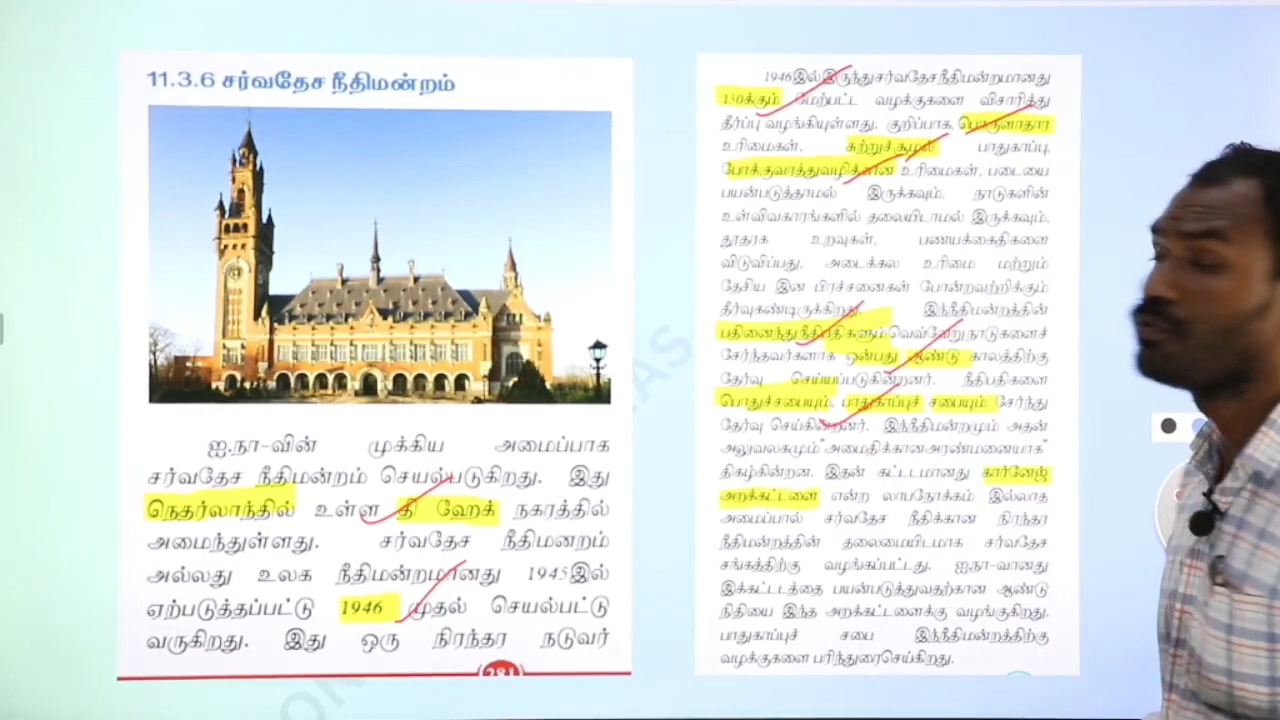 11.3.6 சர்வதேச நீதிமன்றம்
ஐ.நா-வின் முக்கிய அமைப்பாக
சர்வதேச நீதிமன்றம் செயல்படுகிறது. இது
நெதர்லாந்தில் உள்ள தி ஹேக் நகரத்தில்
அமைந்துள்ளது. சர்வதேச நீதிமனறம்
அல்லது உலக நீதிமன்றமானது 1945இல்
ஏற்படுத்தப்பட்டு 1946 முதல் செயல்பட்டு
வருகிறது. இது ஒரு நிரந்தர நடுவர்
281
1946இல்இருந்துசர்வதேசநீதிமன்றமானது
150க்கும் மேற்பட்ட வழக்குகளை விசாரித்து
தீர்ப்பு வழங்கியுள்ளது. குறிப்பாக, பொருளாதார
உரிமைகள், சுற்றுச்சூழல் பாதுகாப்பு,
போக்குவரத்துவழிக்கான உரிமைகள், படையை
பயன்படுத்தாமல் இருக்கவும், நாடுகளின்
உள்விவகாரங்களில் தலையிடாமல் இருக்கவும்,
தூதரக உறவுகள், பணயக்கைதிகளை
விடுவிப்பது, அடைக்கல உரிமை மற்றும்
தேசிய இன பிரச்சனைகள் போன்றவற்றிக்கும்
தீர்வுகண்டிருக்கிறது. இந்நீதிமன்றத்தின்
பதினைந்துநீதிபதிகளும்வெவ்வேறுநாடுகளைச்
சேர்ந்தவர்களாக ஒன்பது ஆண்டு காலத்திற்கு
தேர்வு செய்யப்படுகின்றனர். நீதிபதிகளை
பொதுச்சபையும், பாதுகாப்புச் சபையும் சேர்ந்து
தேர்வு செய்கின்றனர். இந்நீதிமன்றமும் அதன்
அலுவலகமும்"அமைதிக்கானஅரண்மனையாக"
திகழ்கின்றன. இதன் கட்டடமானது கார்னேஜ்
அறக்கட்டளை என்ற லாபநோக்கம் இல்லாத
அமைப்பால் சர்வதேச நீதிக்கான நிரந்தர
நீதிமன்றத்தின் தலைமையிடமாக சர்வதேச
சங்கத்திற்கு வழங்கப்பட்டது. ஐ.நா-வானது
இக்கட்டடத்தை பயன்படுத்துவதற்கான ஆண்டு
நிதியை இந்த அறக்கட்டளைக்கு வழங்குகிறது.
பாதுகாப்புச் சபை இந்நீதிமன்றத்திற்கு
வழக்குகளை பரிந்துரைசெய்கிறது.